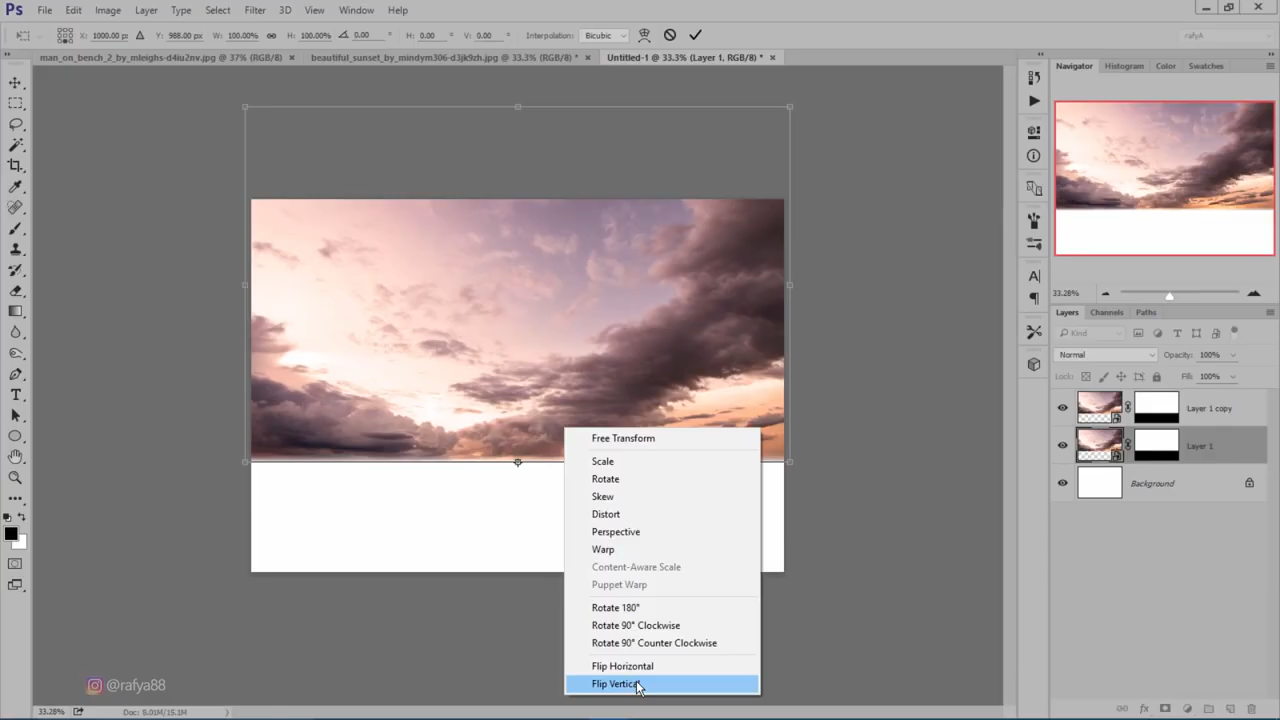 Ps File Edit Image Layer Type Select Filter 3D View Window Help
X: 1000.00 px Y: 988.00 px W: 100.00% H: 100.00% 0.00 H: 0.00 V: 0.00 Interpolation: Bicubic rafyA
man_on_bench_2_by_mleighs-d4iu2nv.jpg @ 37% (RGB/8) beautiful_sunset_by_mindym306-d3jk9zh.jpg @ 33.3% (RGB/8) * Untitled-1 @ 33.3% (Layer 1, RGB/8) *
Navigator Histogram Color Swatches
33.28%
Layers Channels Paths
Kind
Normal Opacity: 100%
Lock: Fill: 100%
Layer 1 copy
Layer 1
Background
Free Transform
Scale
Rotate
Skew
Distort
Perspective
Warp
Content-Aware Scale
Puppet Warp
Rotate 180°
Rotate 90° Clockwise
Rotate 90° Counter Clockwise
Flip Horizontal
Flip Vertical
@rafya88
33.28% Doc: 8.01M/15.1M